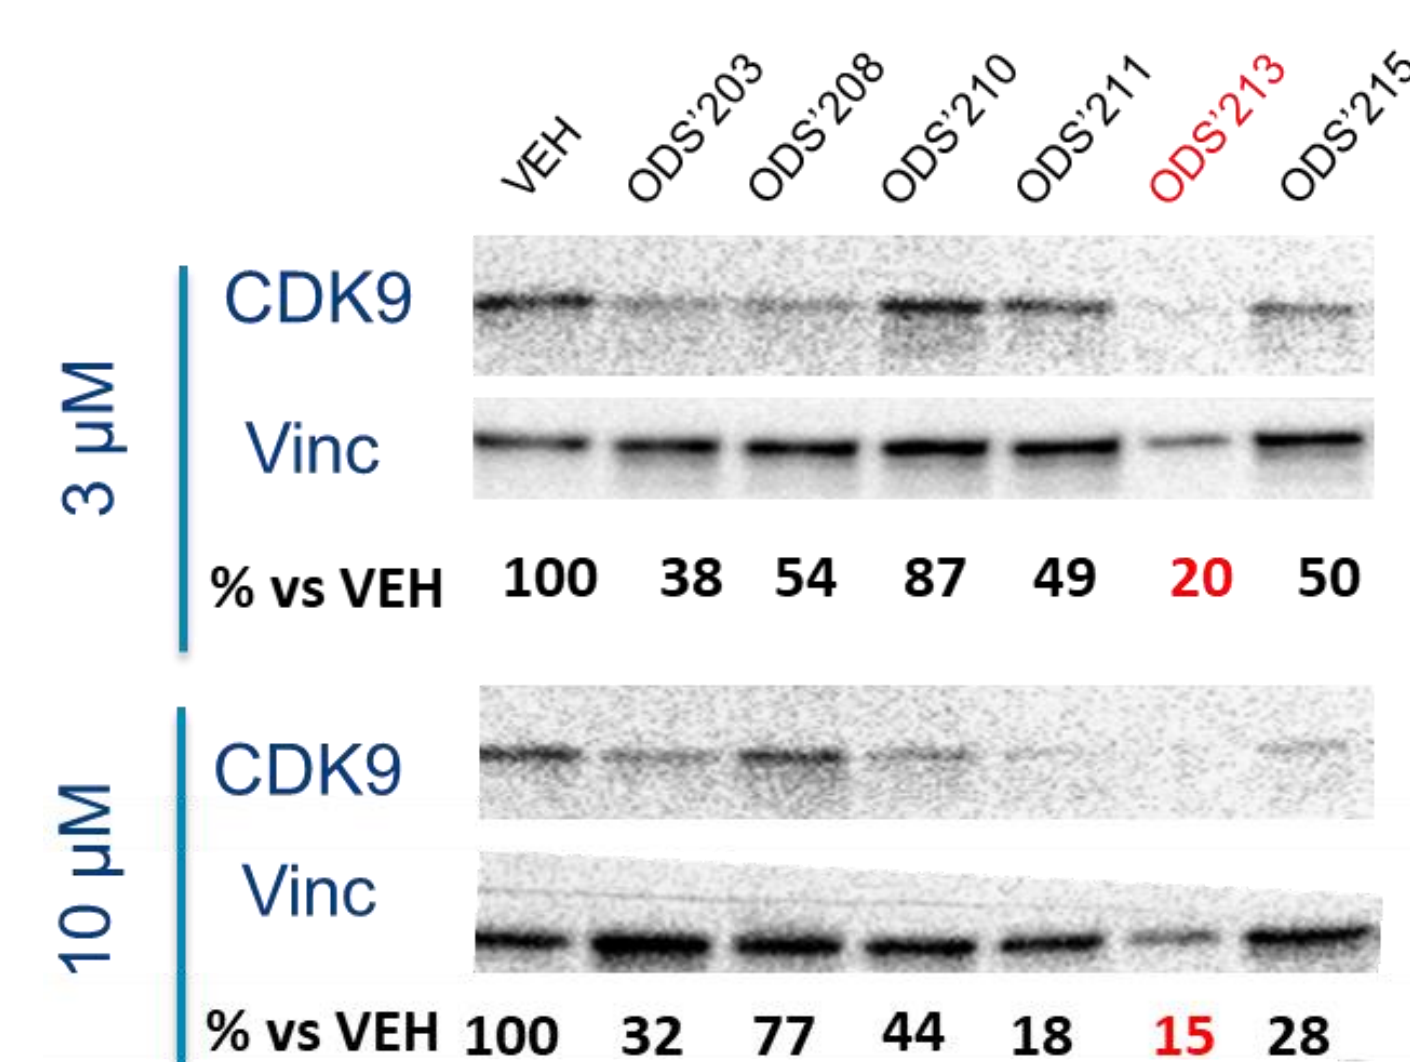 VEH ODS'203 ODS'208 ODS'210 ODS'211 ODS'213 ODS'215
3 µM
CDK9
Vinc
% vs VEH 100 38 54 87 49 20 50
10 µM
CDK9
Vinc
% vs VEH 100 32 77 44 18 15 28